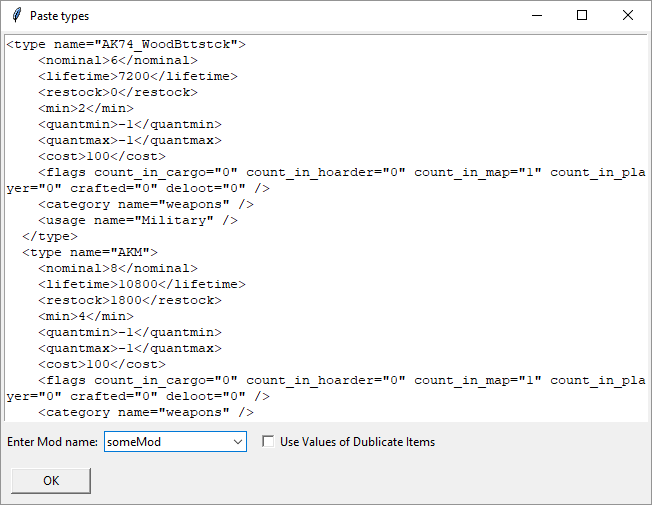 Paste types
<type name="AK74_WoodBttstck">
<nominal>6</nominal>
<lifetime>7200</lifetime>
<restock>0</restock>
<min>2</min>
<quantmin>-1</quantmin>
<quantmax>-1</quantmax>
<cost>100</cost>
<flags count_in_cargo="0" count_in_hoarder="0" count_in_map="1" count_in_pla
yer="0" crafted="0" deloot="0" />
<category name="weapons" />
<usage name="Military" />
</type>
<type name="AKM">
<nominal>8</nominal>
<lifetime>10800</lifetime>
<restock>1800</restock>
<min>4</min>
<quantmin>-1</quantmin>
<quantmax>-1</quantmax>
<cost>100</cost>
<flags count_in_cargo="0" count_in_hoarder="0" count_in_map="1" count_in_pla
yer="0" crafted="0" deloot="0" />
<category name="weapons" />
Enter Mod name: someMod Use Values of Dublicate Items
OK